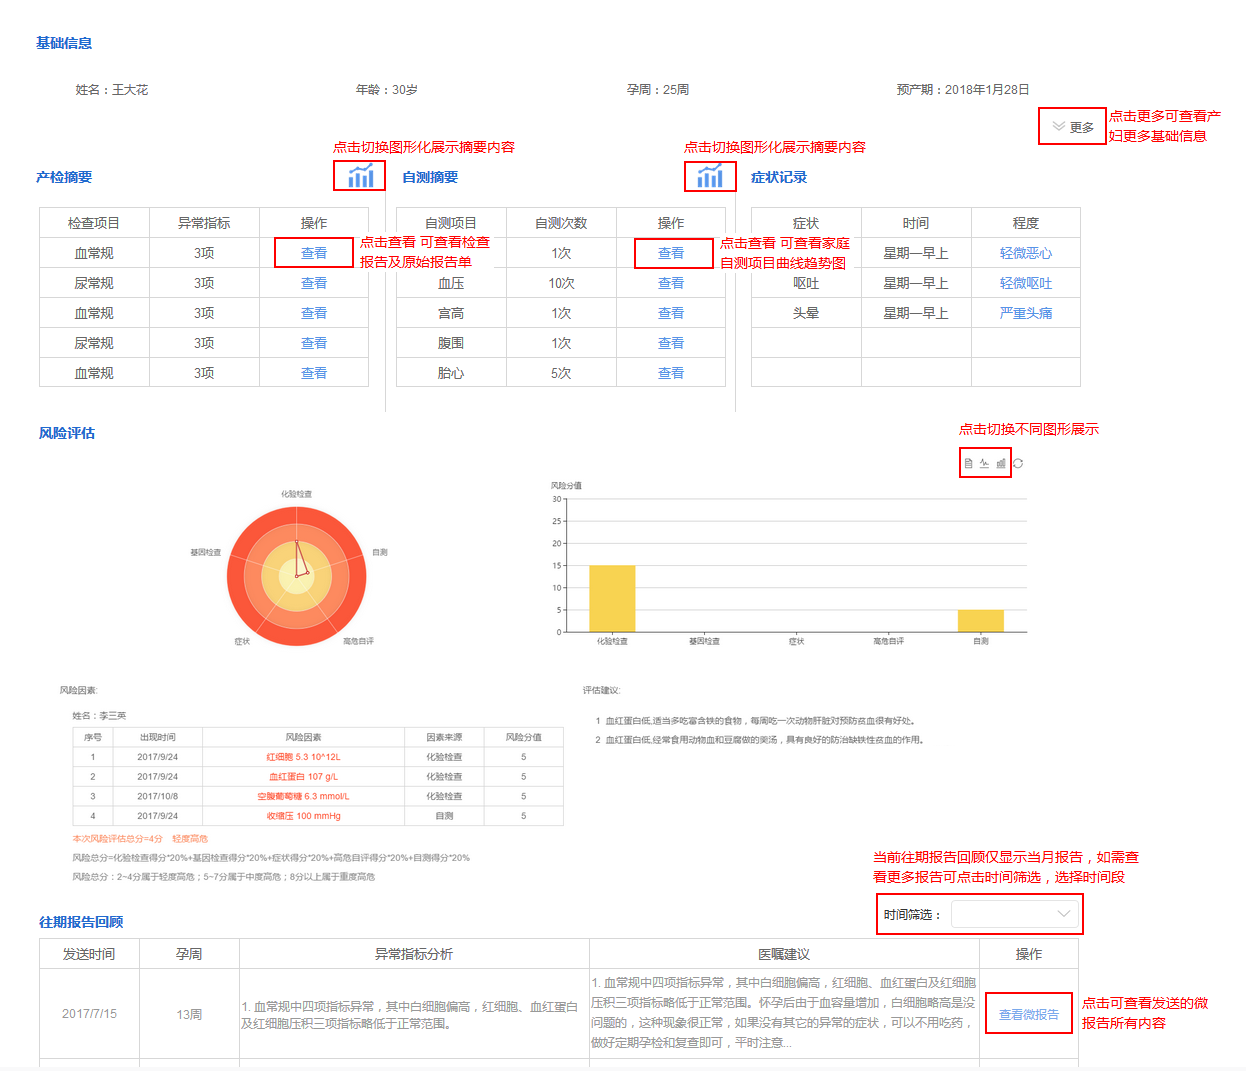 基础信息
姓名：王大花 年龄：30岁 孕周：25周 预产期：2018年1月28日
更多
点击更多可查看产
妇更多基础信息
点击切换图形化展示摘要内容 点击切换图形化展示摘要内容
产检摘要 自测摘要 症状记录
检查项目 异常指标 操作 自测项目 自测次数 操作 症状 时间 程度
血常规 3项 查看 1次 查看 星期一早上 轻微恶心
点击查看 可查看检查
报告及原始报告单
点击查看 可查看家庭
自测项目曲线趋势图
尿常规 3项 查看 血压 10次 查看 呕吐 星期一早上 轻微呕吐
血常规 3项 查看 宫高 1次 查看 头晕 星期一早上 严重头痛
尿常规 3项 查看 腹围 1次 查看
血常规 3项 查看 胎心 5次 查看
风险评估
点击切换不同图形展示
化验检查
基因检查 自测
症状 高危自评
风险分值
30
25
20
15
10
5
0
化验检查 基因检查 症状 高危自评 自测
风险因素:
姓名：李三英
序号 出现时间 风险因素 因素来源 风险分值
1 2017/9/24 红细胞 5.3 10^12L 化验检查 5
2 2017/9/24 血红蛋白 107 g/L 化验检查 5
3 2017/10/8 空腹葡萄糖 6.3 mmol/L 化验检查 5
4 2017/9/24 收缩压 100 mmHg 自测 5
本次风险评估总分=4分 轻度高危
风险总分=化验检查得分*20%+基因检查得分*20%+症状得分*20%+高危自评得分*20%+自测得分*20%
风险总分：2~4分属于轻度高危；5~7分属于中度高危；8分以上属于重度高危
评估建议:
1 血红蛋白低,适当多吃富含铁的食物，每周吃一次动物肝脏对预防贫血很有好处。
2 血红蛋白低,经常食用动物血和豆腐做的羹汤，具有良好的防治缺铁性贫血的作用。
当前往期报告回顾仅显示当月报告，如需查
看更多报告可点击时间筛选，选择时间段
时间筛选：
往期报告回顾
发送时间 孕周 异常指标分析 医嘱建议 操作
2017/7/15 13周
1. 血常规中四项指标异常，其中白细胞偏高，红细胞、血红蛋白
及红细胞压积三项指标略低于正常范围。
1. 血常规中四项指标异常，其中白细胞偏高，红细胞、血红蛋白及红细胞
压积三项指标略低于正常范围。怀孕后由于血容量增加，白细胞略高是没
问题的，这种现象很正常，如果没有其它的异常的症状，可以不用吃药，
做好定期孕检和复查即可，平时注意...
查看微报告
点击可查看发送的微
报告所有内容